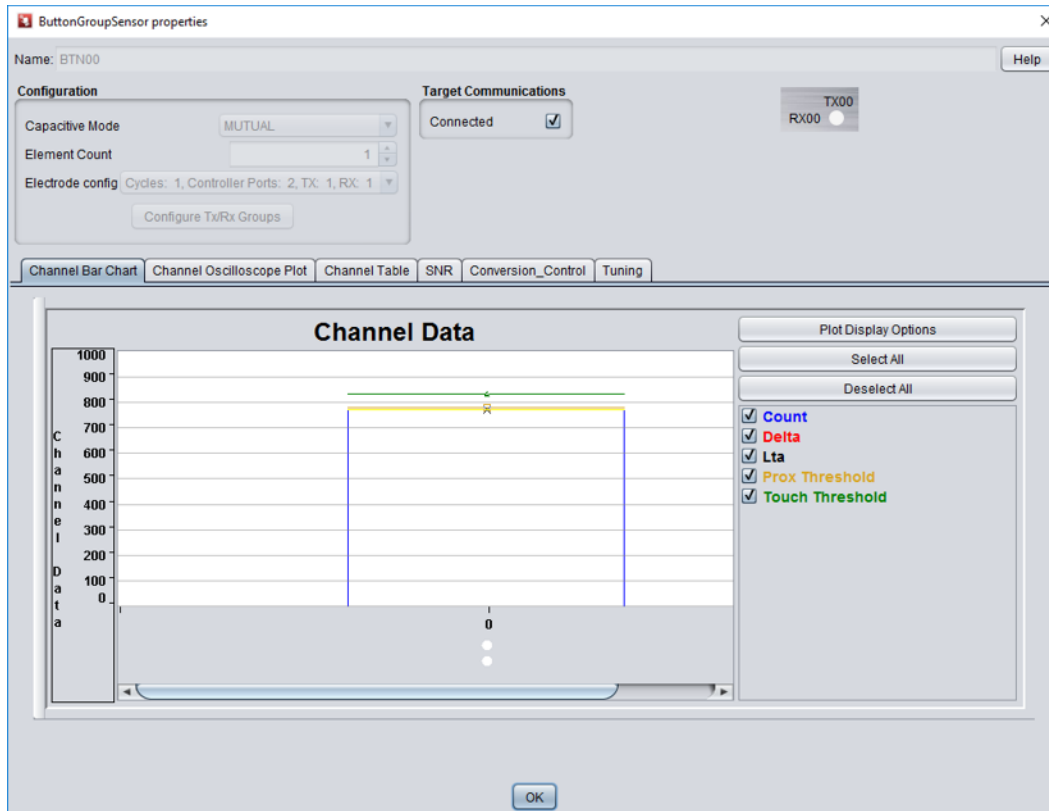 ButtonGroupSensor properties
Name: BTN00 Help
Configuration
Capacitive Mode MUTUAL
Element Count 1
Electrode config Cycles: 1, Controller Ports: 2, TX: 1, RX: 1
Configure Tx/Rx Groups
Target Communications
Connected
TX00
RX00
Channel Bar Chart Channel Oscilloscope Plot Channel Table SNR Conversion_Control Tuning
Channel Data
Channel Data
1000
900
800
700
600
500
400
300
200
100
0
0
Plot Display Options
Select All
Deselect All
Count
Delta
Lta
Prox Threshold
Touch Threshold
OK